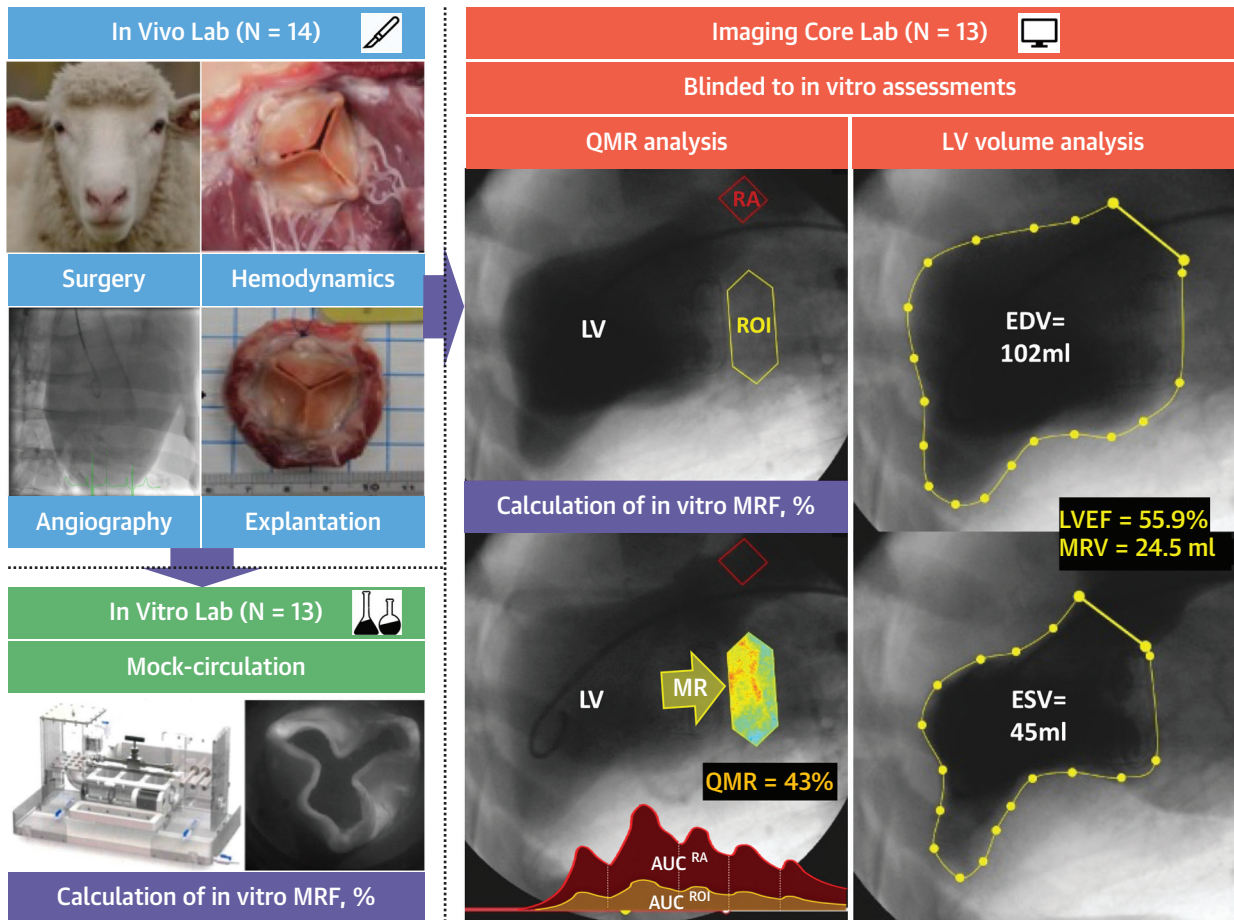 In Vivo Lab (N = 14)
Surgery
Hemodynamics
Angiography
Explantation
In Vitro Lab (N = 13)
Mock-circulation
Calculation of in vitro MRF, %
Imaging Core Lab (N = 13)
Blinded to in vitro assessments
QMR analysis
RA
LV
ROI
Calculation of in vitro MRF, %
LV
MR
QMR = 43%
AUC RA
AUC ROI
LV volume analysis
EDV=
102ml
LVEF = 55.9%
MRV = 24.5 ml
ESV=
45ml